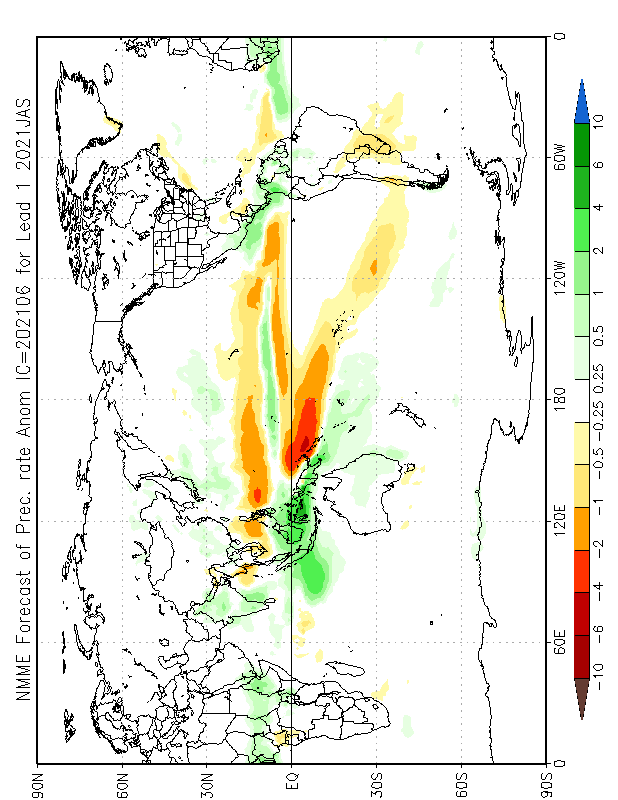 NMME Forecast of Prec. rate Anom IC=202106 for Lead 1 2021JAS
0
60W
120W
180
120E
60E
0
90N
60N
30N
EQ
30S
60S
90S
10
6
4
2
1
0.5
0.25
−0.25
−0.5
−1
−2
−4
−6
−10